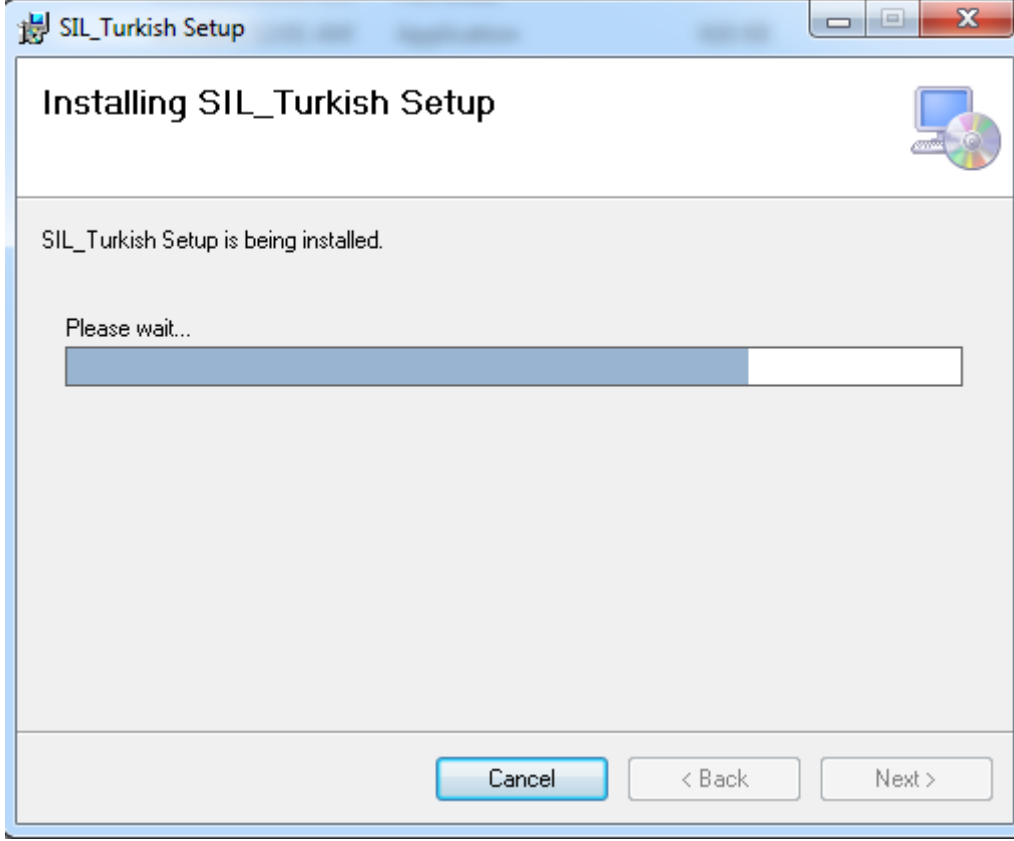 SIL_Turkish Setup
Installing SIL_Turkish Setup
SIL_Turkish Setup is being installed.
Please wait...
Cancel
< Back
Next >